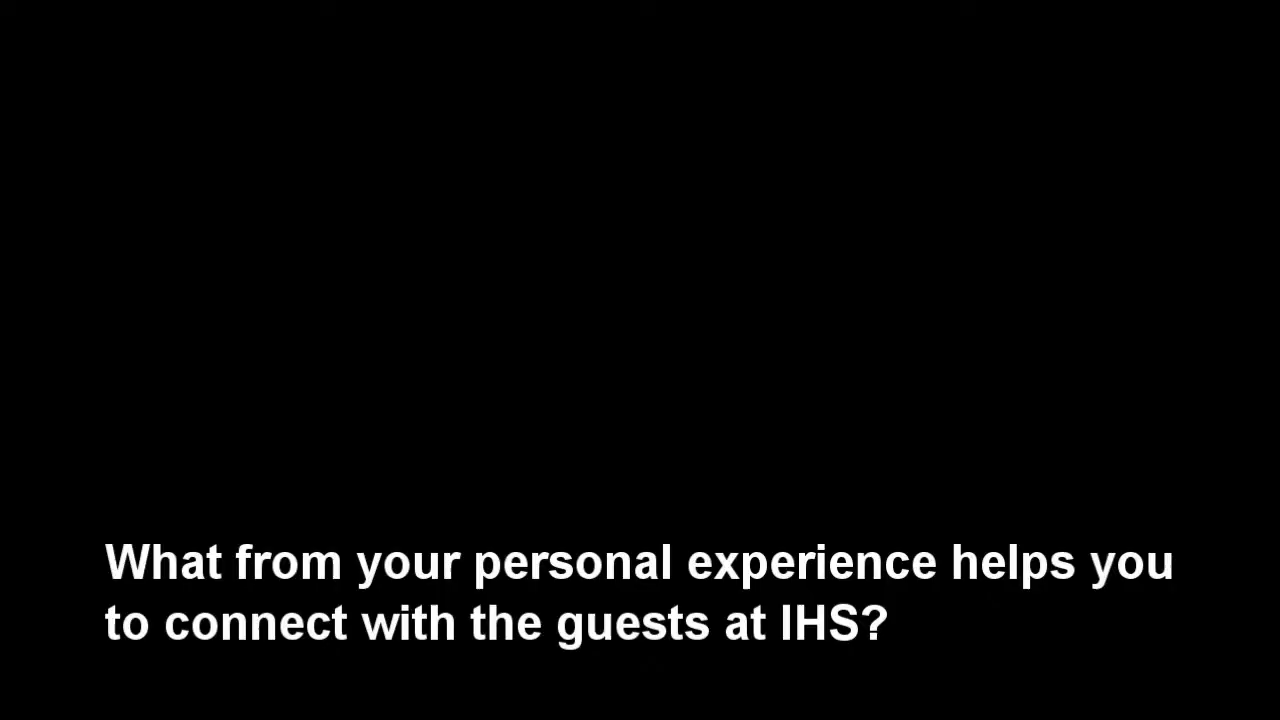 What from your personal experience helps you
to connect with the guests at IHS?